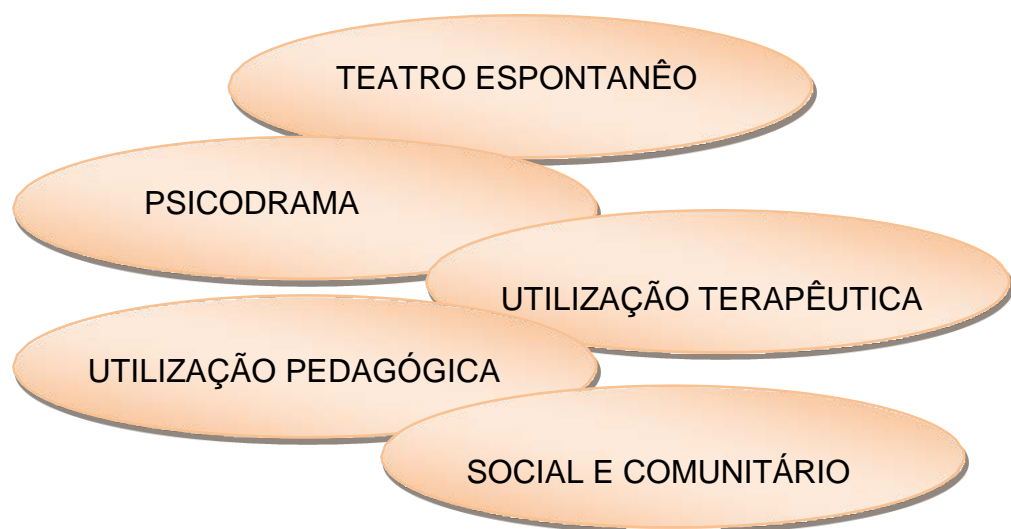 TEATRO ESPONTANÊO
PSICODRAMA
UTILIZAÇÃO TERAPÊUTICA
UTILIZAÇÃO PEDAGÓGICA
SOCIAL E COMUNITÁRIO